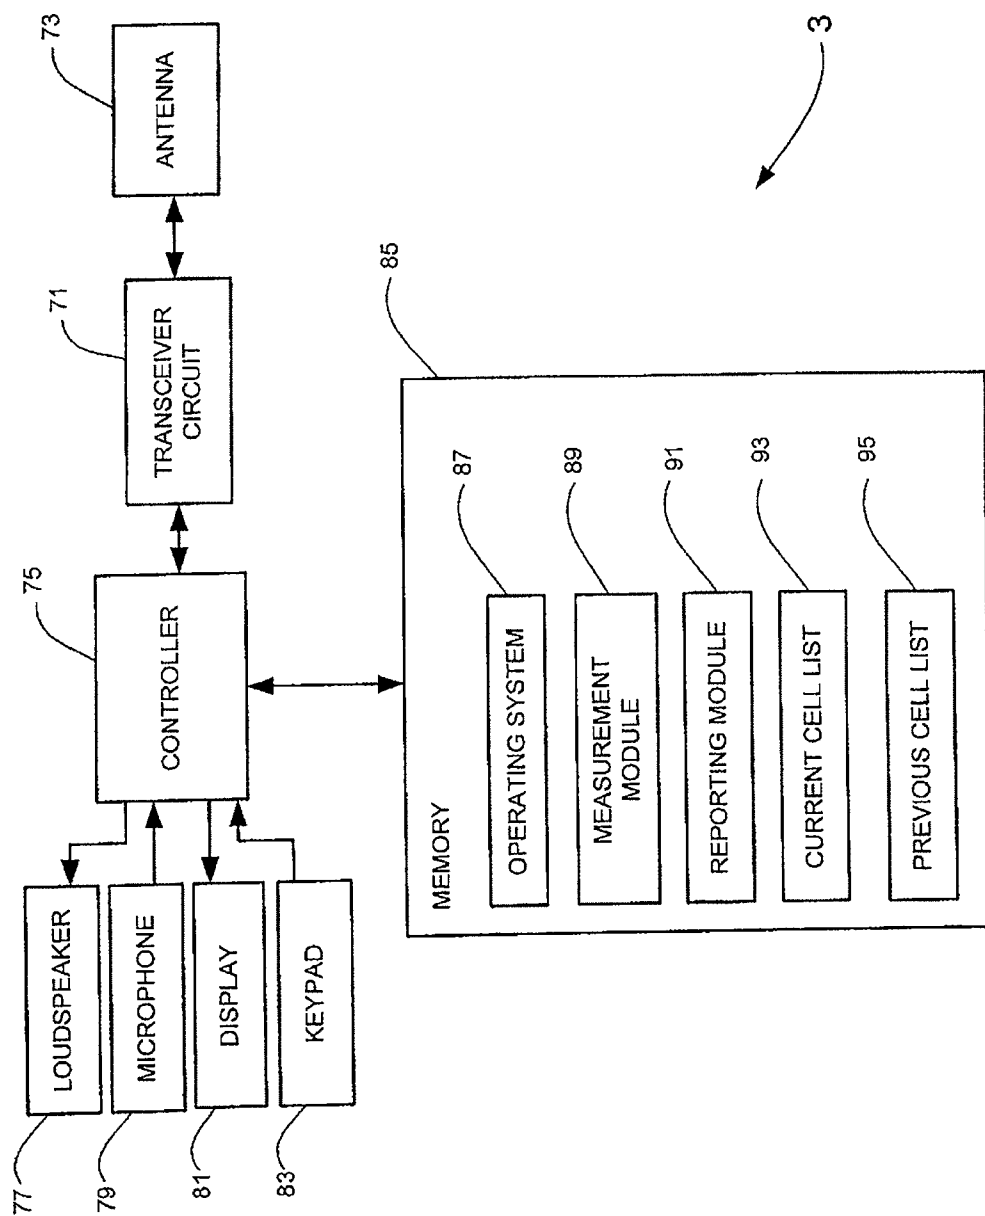 73
ANTENNA
71
TRANSCEIVER
CIRCUIT
75
CONTROLLER
77
LOUDSPEAKER
79
MICROPHONE
81
DISPLAY
83
KEYPAD
85
MEMORY
87
OPERATING SYSTEM
89
MEASUREMENT
MODULE
91
REPORTING MODULE
93
CURRENT CELL LIST
95
PREVIOUS CELL LIST
3